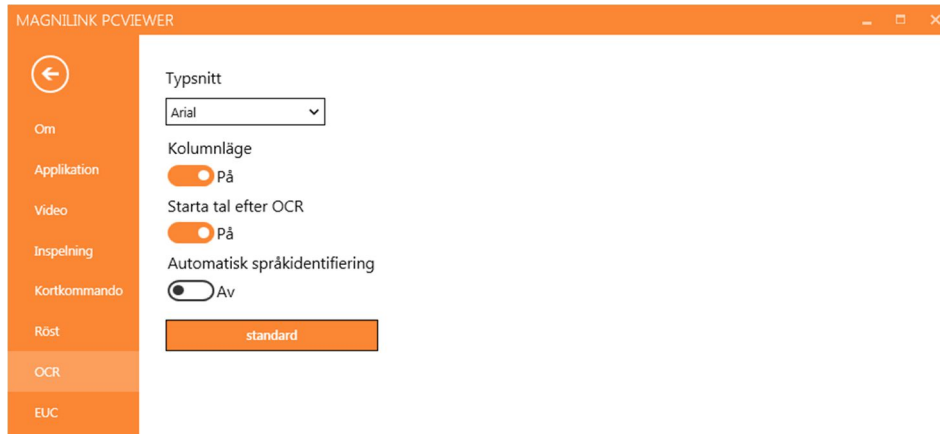 MAGNILINK PCVIEWER
Om
Applikation
Video
Inspelning
Kortkommando
Röst
OCR
EUC
Typsnitt
Arial
Kolumnläge
På
Starta tal efter OCR
På
Automatisk språkidentifiering
Av
standard